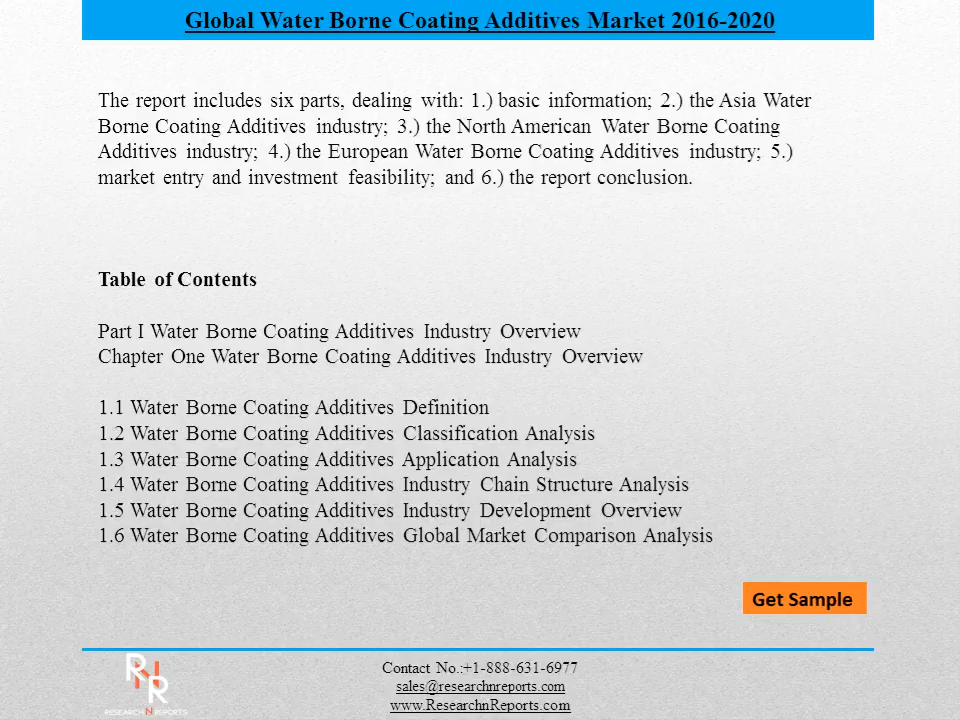 Global Water Borne Coating Additives Market 2016-2020
The report includes six parts, dealing with: 1.) basic information; 2.) the Asia Water
Borne Coating Additives industry; 3.) the North American Water Borne Coating
Additives industry; 4.) the European Water Borne Coating Additives industry; 5.)
market entry and investment feasibility; and 6.) the report conclusion.
Table of Contents
Part I Water Borne Coating Additives Industry Overview
Chapter One Water Borne Coating Additives Industry Overview
1.1 Water Borne Coating Additives Definition
1.2 Water Borne Coating Additives Classification Analysis
1.3 Water Borne Coating Additives Application Analysis
1.4 Water Borne Coating Additives Industry Chain Structure Analysis
1.5 Water Borne Coating Additives Industry Development Overview
1.6 Water Borne Coating Additives Global Market Comparison Analysis
Get Sample
RNR
RESEARCH N REPORTS
Contact No.:+1-888-631-6977
sales@researchnreports.com
www.ResearchnReports.com